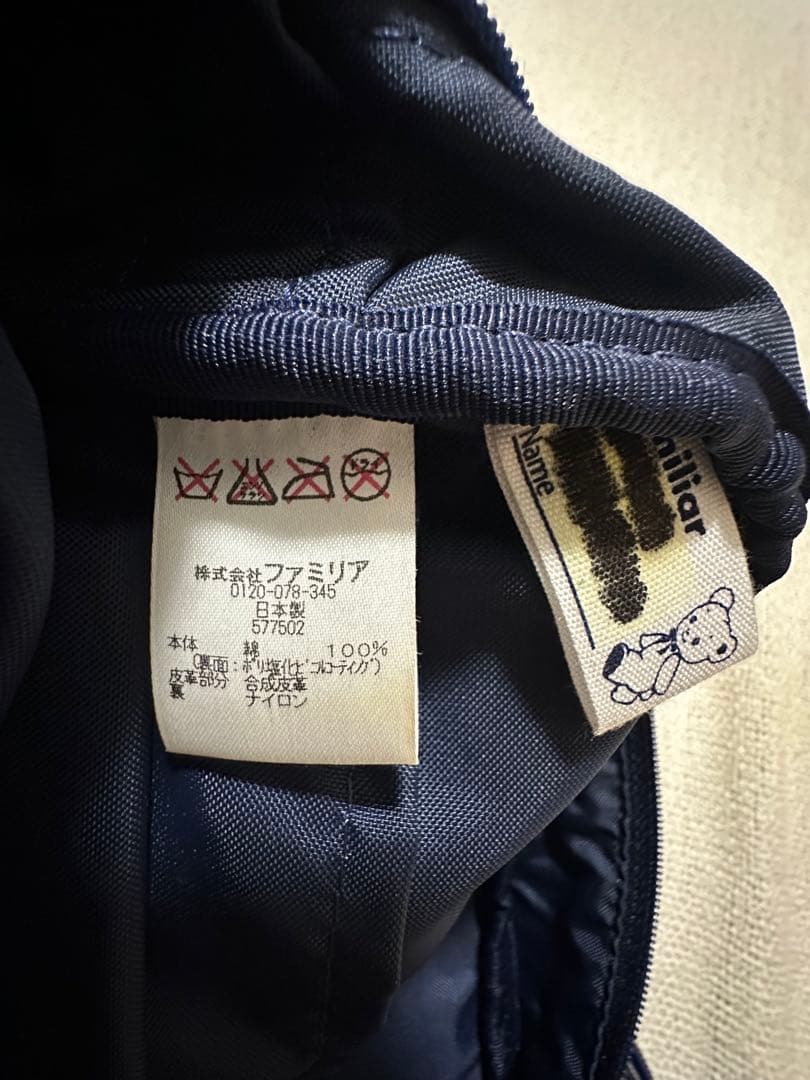 株式会社ファミリア
0120-078-345
日本製
577502
本体 綿 100%
(裏面:ポリ塩化ビニルコーティング)
皮革部分 合成皮革
裏 ナイロン
miliar
Name